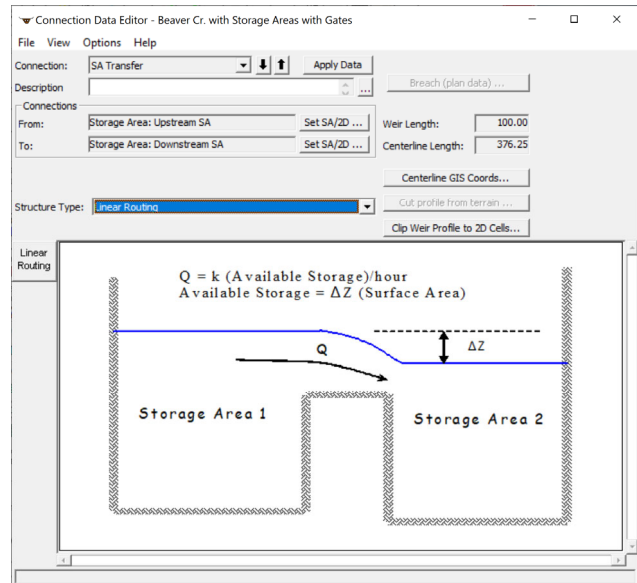 Connection Data Editor - Beaver Cr. with Storage Areas with Gates
File View Options Help
Connection: SA Transfer Apply Data
Description ... Breach (plan data) ...
Connections
From: Storage Area: Upstream SA Set SA/2D ... Weir Length: 100.00
To: Storage Area: Downstream SA Set SA/2D ... Centerline Length: 376.25
Centerline GIS Coords...
Structure Type: Linear Routing Cut profile from terrain ...
Clip Weir Profile to 2D Cells...
Linear
Routing
Q = k (Available Storage)/hour
Available Storage = ΔZ (Surface Area)
Q
ΔZ
Storage Area 1
Storage Area 2